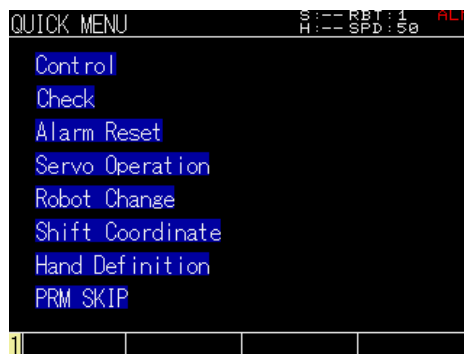 QUICK MENU
S:-- RBT:1
H:-- SPD:50
Control
Check
Alarm Reset
Servo Operation
Robot Change
Shift Coordinate
Hand Definition
PRM SKIP
1